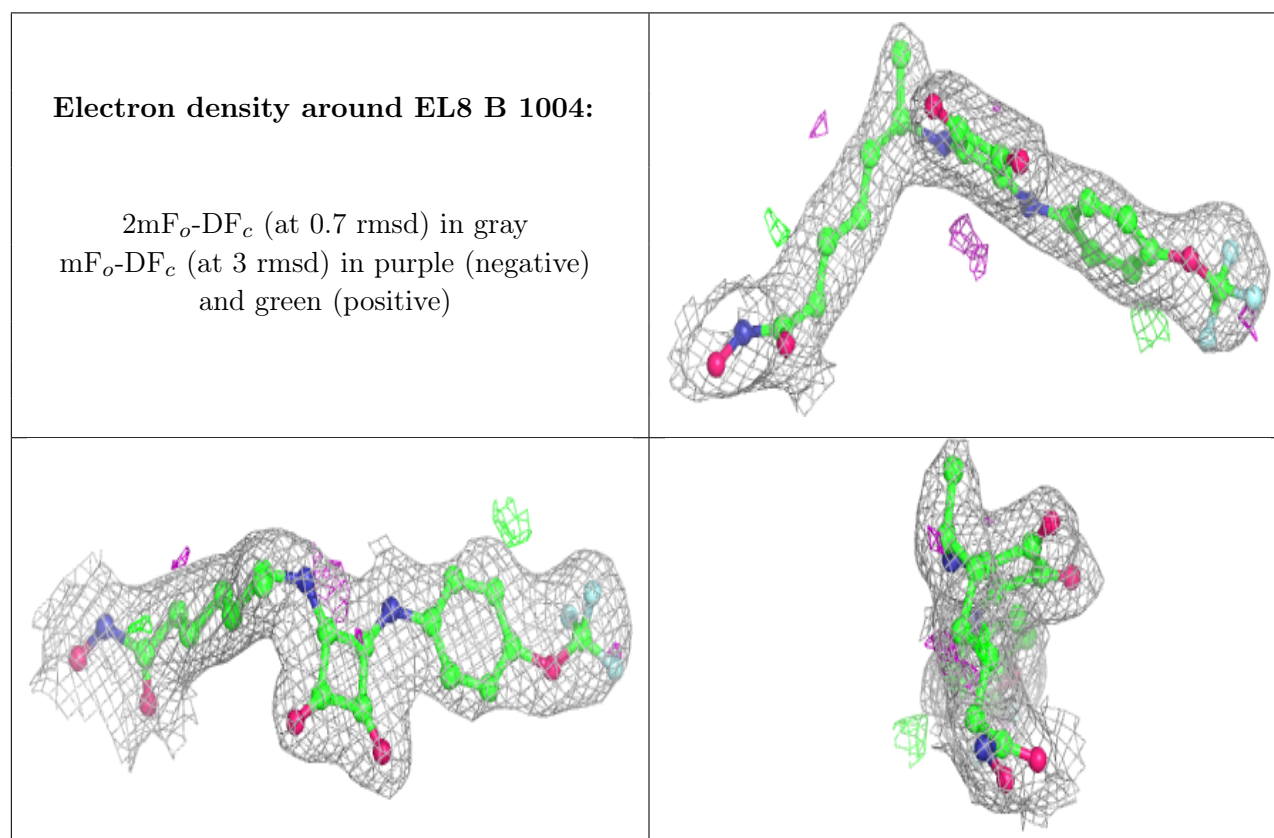 Electron density around EL8 B 1004:
2mFo-DFc (at 0.7 rmsd) in gray
mFo-DFc (at 3 rmsd) in purple (negative)
and green (positive)